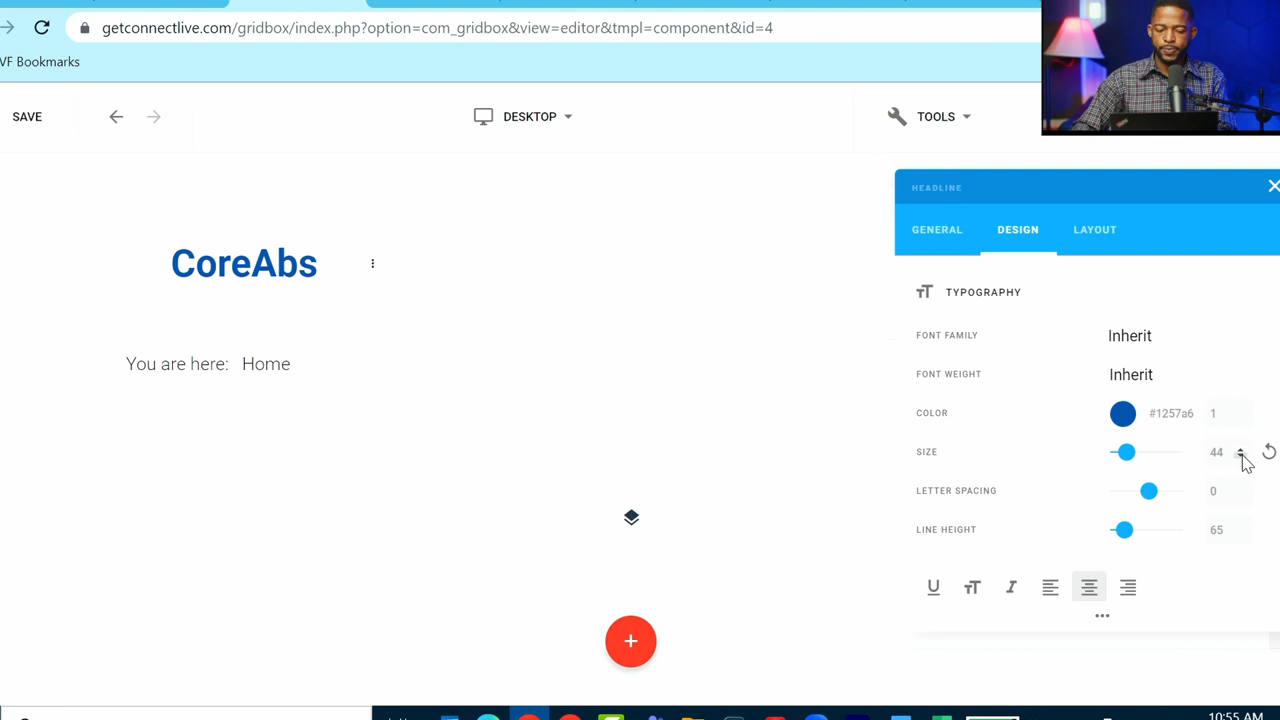 getconnectlive.com/gridbox/index.php?option=com_gridbox&view=editor&tmpl=component&id=4
VF Bookmarks
SAVE
DESKTOP
TOOLS
HEADLINE
GENERAL DESIGN LAYOUT
CoreAbs
TYPOGRAPHY
FONT FAMILY Inherit
You are here: Home
FONT WEIGHT Inherit
COLOR #1257a6 1
SIZE 44
LETTER SPACING 0
LINE HEIGHT 65
10:55 AM